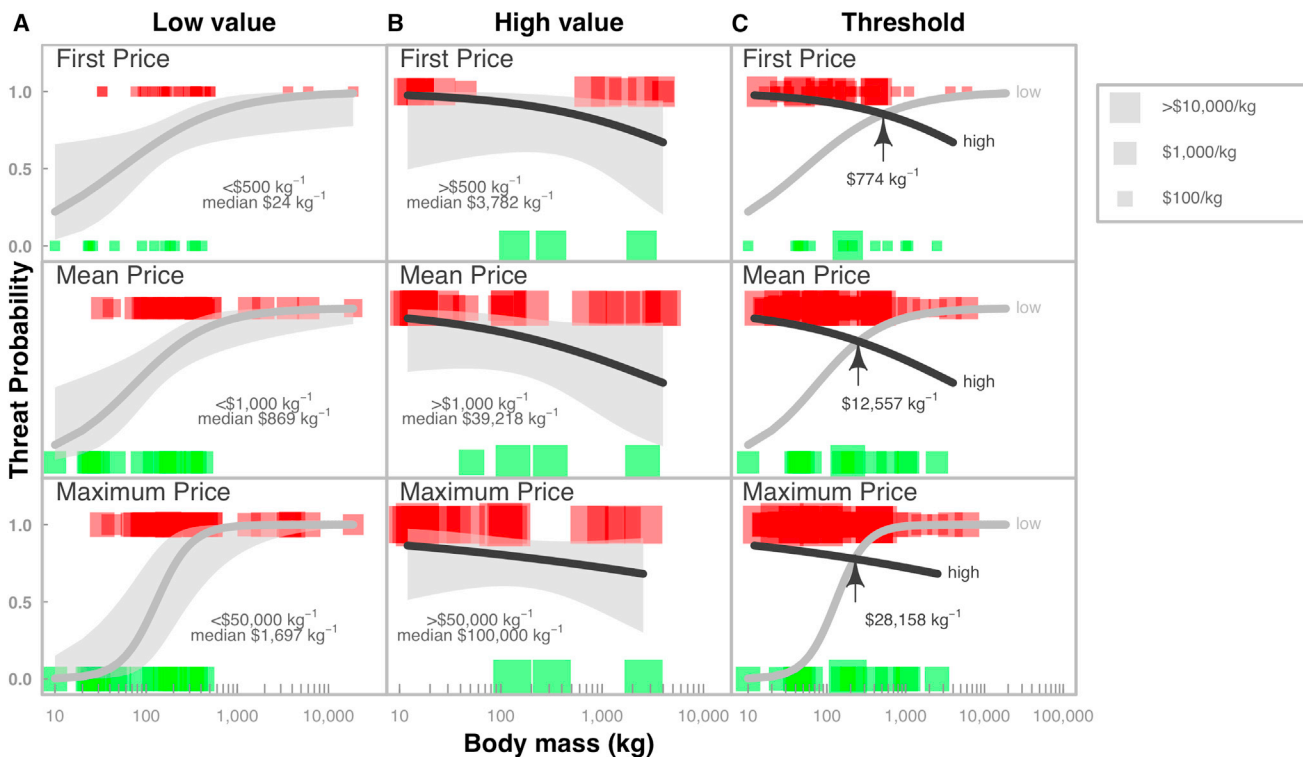 A Low value B High value C Threshold
First Price First Price First Price
1.0
0.5
0.0
<$500 kg⁻¹
median $24 kg⁻¹
>$500 kg⁻¹
median $3,782 kg⁻¹
low
high
$774 kg⁻¹
>$10,000/kg
$1,000/kg
$100/kg
Threat Probability
Mean Price Mean Price Mean Price
<$1,000 kg⁻¹
median $869 kg⁻¹
>$1,000 kg⁻¹
median $39,218 kg⁻¹
low
high
$12,557 kg⁻¹
Maximum Price Maximum Price Maximum Price
1.0
0.5
0.0
<$50,000 kg⁻¹
median $1,697 kg⁻¹
>$50,000 kg⁻¹
median $100,000 kg⁻¹
low
high
$28,158 kg⁻¹
10 100 1,000 10,000 10 100 1,000 10,000 10 100 1,000 10,000 100,000
Body mass (kg)